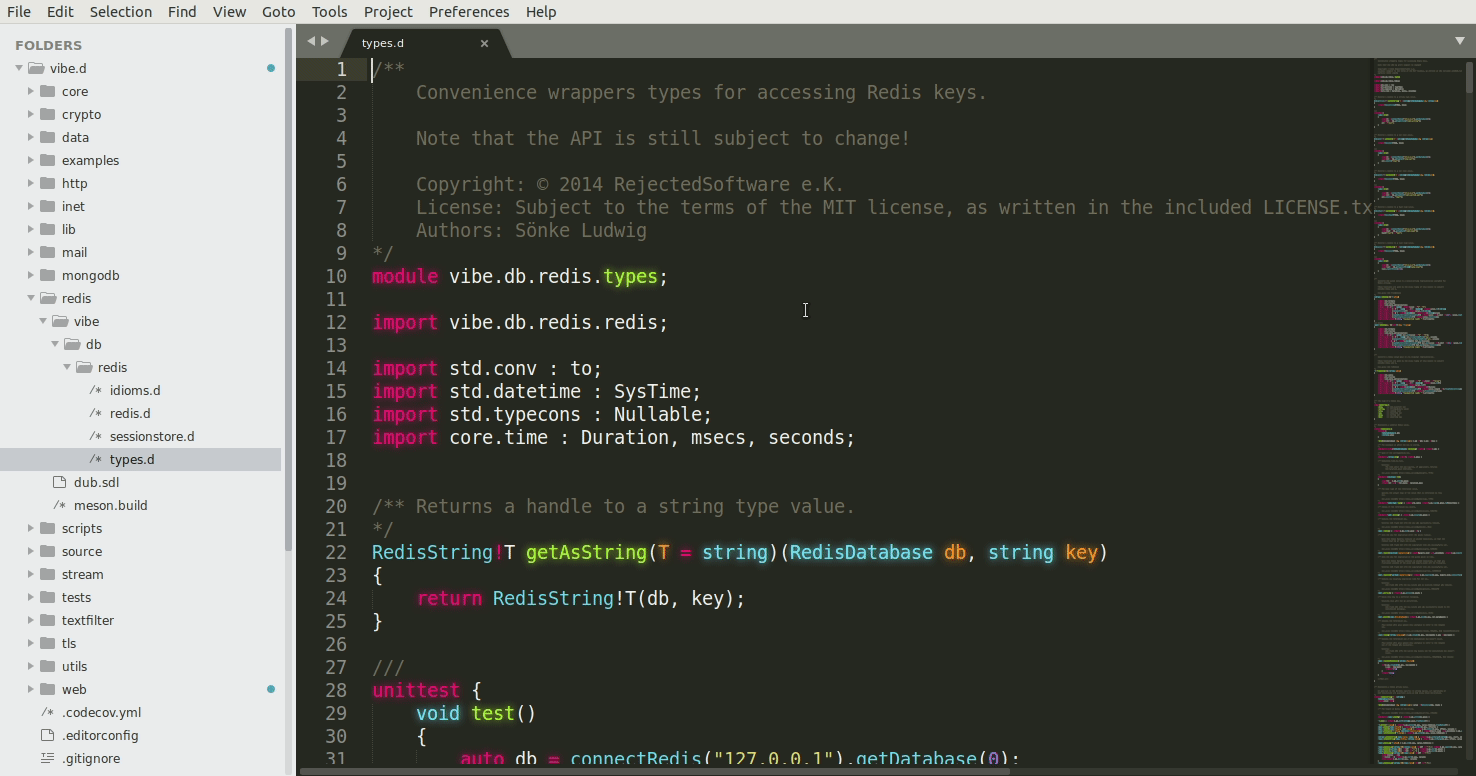 File Edit Selection Find View Goto Tools Project Preferences Help
FOLDERS
vibe.d
core
crypto
data
examples
http
inet
lib
mail
mongodb
redis
vibe
db
redis
/* idioms.d
/* redis.d
/* sessionstore.d
/* types.d
dub.sdl
/* meson.build
scripts
source
stream
tests
textfilter
tls
utils
web
/* .codecov.yml
.editorconfig
.gitignore
types.d ×
1 /**
2 Convenience wrappers types for accessing Redis keys.
3
4 Note that the API is still subject to change!
5
6 Copyright: © 2014 RejectedSoftware e.K.
7 License: Subject to the terms of the MIT license, as written in the included LICENSE.tx
8 Authors: Sönke Ludwig
9 */
10 module vibe.db.redis.types;
11
12 import vibe.db.redis.redis;
13
14 import std.conv : to;
15 import std.datetime : SysTime;
16 import std.typecons : Nullable;
17 import core.time : Duration, msecs, seconds;
18
19
20 /** Returns a handle to a string type value.
21 */
22 RedisString!T getAsString(T = string)(RedisDatabase db, string key)
23 {
24 return RedisString!T(db, key);
25 }
26
27 ///
28 unittest {
29 void test()
30 {
31 auto db = connectRedis("127.0.0.1").getDatabase(0);